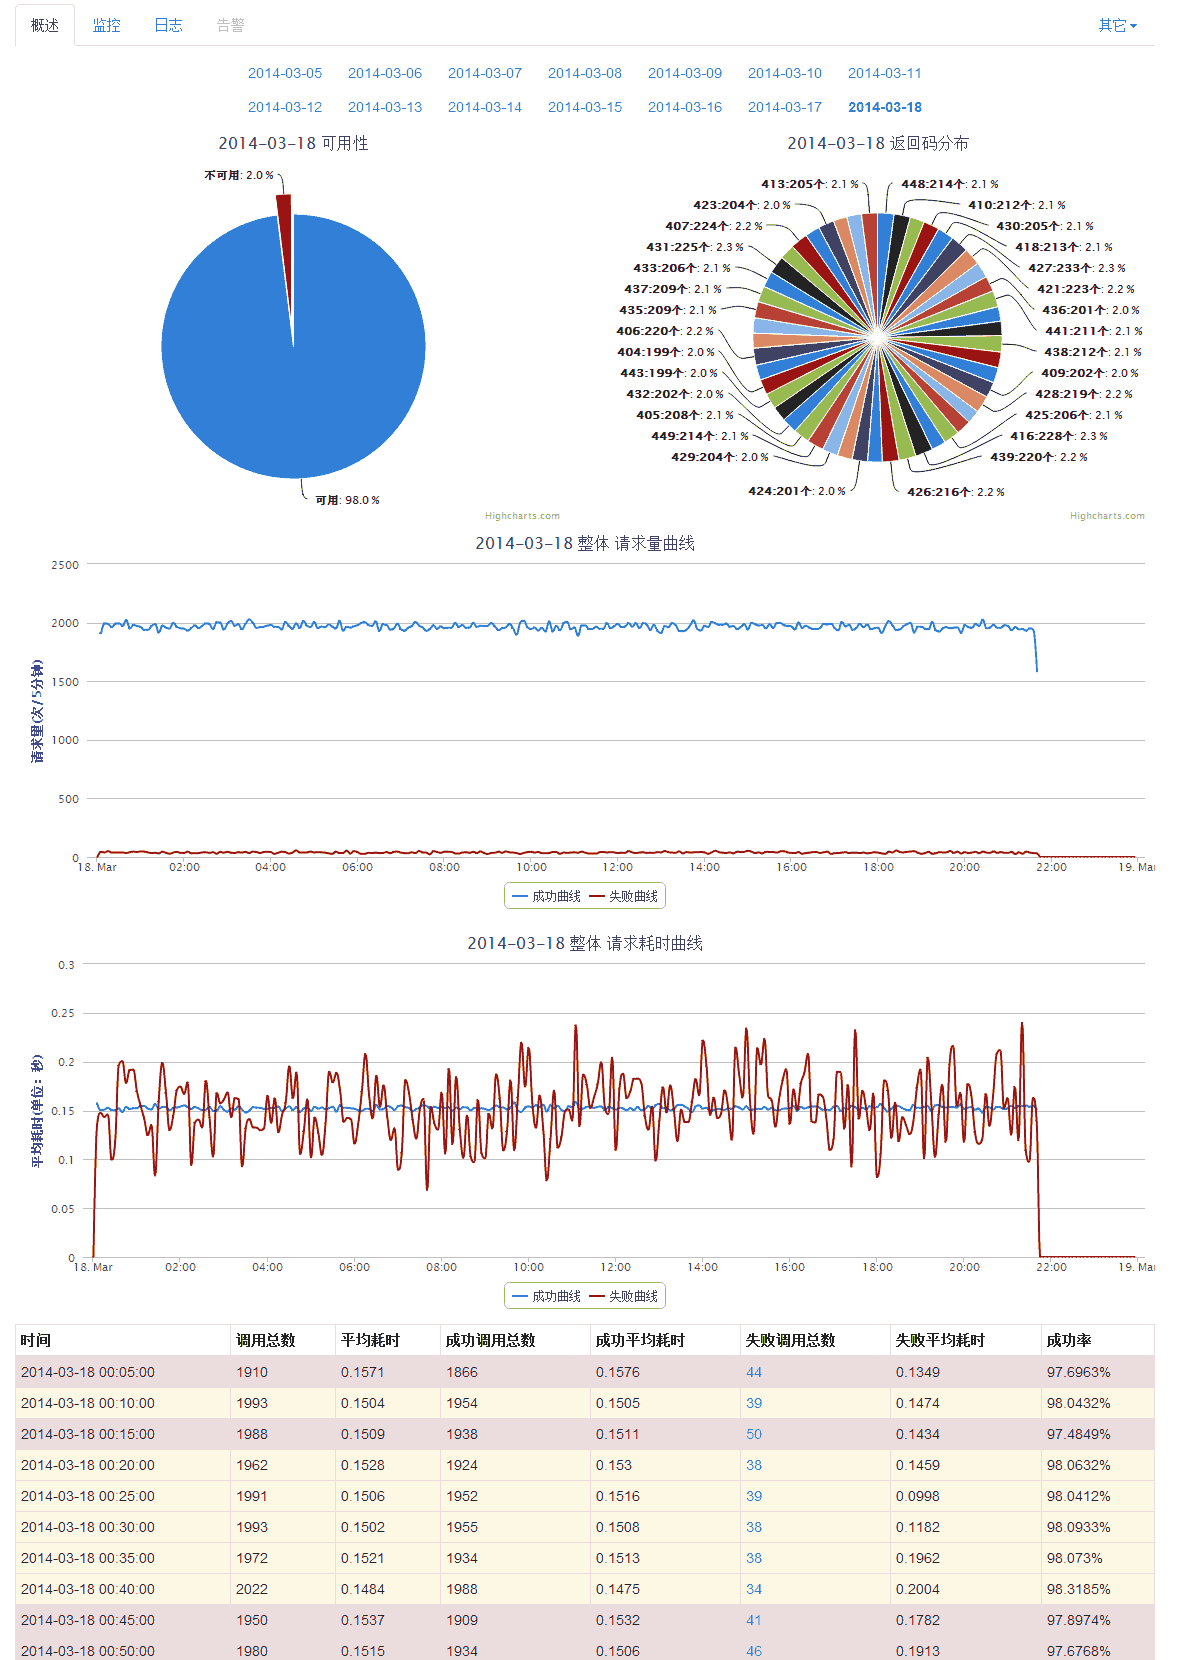 概述 监控 日志 告警 其它
2014-03-05 2014-03-06 2014-03-07 2014-03-08 2014-03-09 2014-03-10 2014-03-11
2014-03-12 2014-03-13 2014-03-14 2014-03-15 2014-03-16 2014-03-17 2014-03-18
2014-03-18 可用性
不可用: 2.0 %
可用: 98.0 %
Highcharts.com
2014-03-18 返回码分布
413:205个: 2.1 %
423:204个: 2.0 %
407:224个: 2.2 %
431:225个: 2.3 %
433:206个: 2.1 %
437:209个: 2.1 %
435:209个: 2.1 %
406:220个: 2.2 %
404:199个: 2.0 %
443:199个: 2.0 %
432:202个: 2.0 %
405:208个: 2.1 %
449:214个: 2.1 %
429:204个: 2.0 %
424:201个: 2.0 %
448:214个: 2.1 %
410:212个: 2.1 %
430:205个: 2.1 %
418:213个: 2.1 %
427:233个: 2.3 %
421:223个: 2.2 %
436:201个: 2.0 %
441:211个: 2.1 %
438:212个: 2.1 %
409:202个: 2.0 %
428:219个: 2.2 %
425:206个: 2.1 %
416:228个: 2.3 %
439:220个: 2.2 %
426:216个: 2.2 %
Highcharts.com
2014-03-18 整体 请求量曲线
请求量(次/5分钟)
2500
2000
1500
1000
500
0
18. Mar 02:00 04:00 06:00 08:00 10:00 12:00 14:00 16:00 18:00 20:00 22:00 19. Mar
成功曲线 失败曲线
2014-03-18 整体 请求耗时曲线
平均耗时(单位: 秒)
0.3
0.25
0.2
0.15
0.1
0.05
0
18. Mar 02:00 04:00 06:00 08:00 10:00 12:00 14:00 16:00 18:00 20:00 22:00 19. Mar
成功曲线 失败曲线
时间 调用总数 平均耗时 成功调用总数 成功平均耗时 失败调用总数 失败平均耗时 成功率
2014-03-18 00:05:00 1910 0.1571 1866 0.1576 44 0.1349 97.6963%
2014-03-18 00:10:00 1993 0.1504 1954 0.1505 39 0.1474 98.0432%
2014-03-18 00:15:00 1988 0.1509 1938 0.1511 50 0.1434 97.4849%
2014-03-18 00:20:00 1962 0.1528 1924 0.153 38 0.1459 98.0632%
2014-03-18 00:25:00 1991 0.1506 1952 0.1516 39 0.0998 98.0412%
2014-03-18 00:30:00 1993 0.1502 1955 0.1508 38 0.1182 98.0933%
2014-03-18 00:35:00 1972 0.1521 1934 0.1513 38 0.1962 98.073%
2014-03-18 00:40:00 2022 0.1484 1988 0.1475 34 0.2004 98.3185%
2014-03-18 00:45:00 1950 0.1537 1909 0.1532 41 0.1782 97.8974%
2014-03-18 00:50:00 1980 0.1515 1934 0.1506 46 0.1913 97.6768%